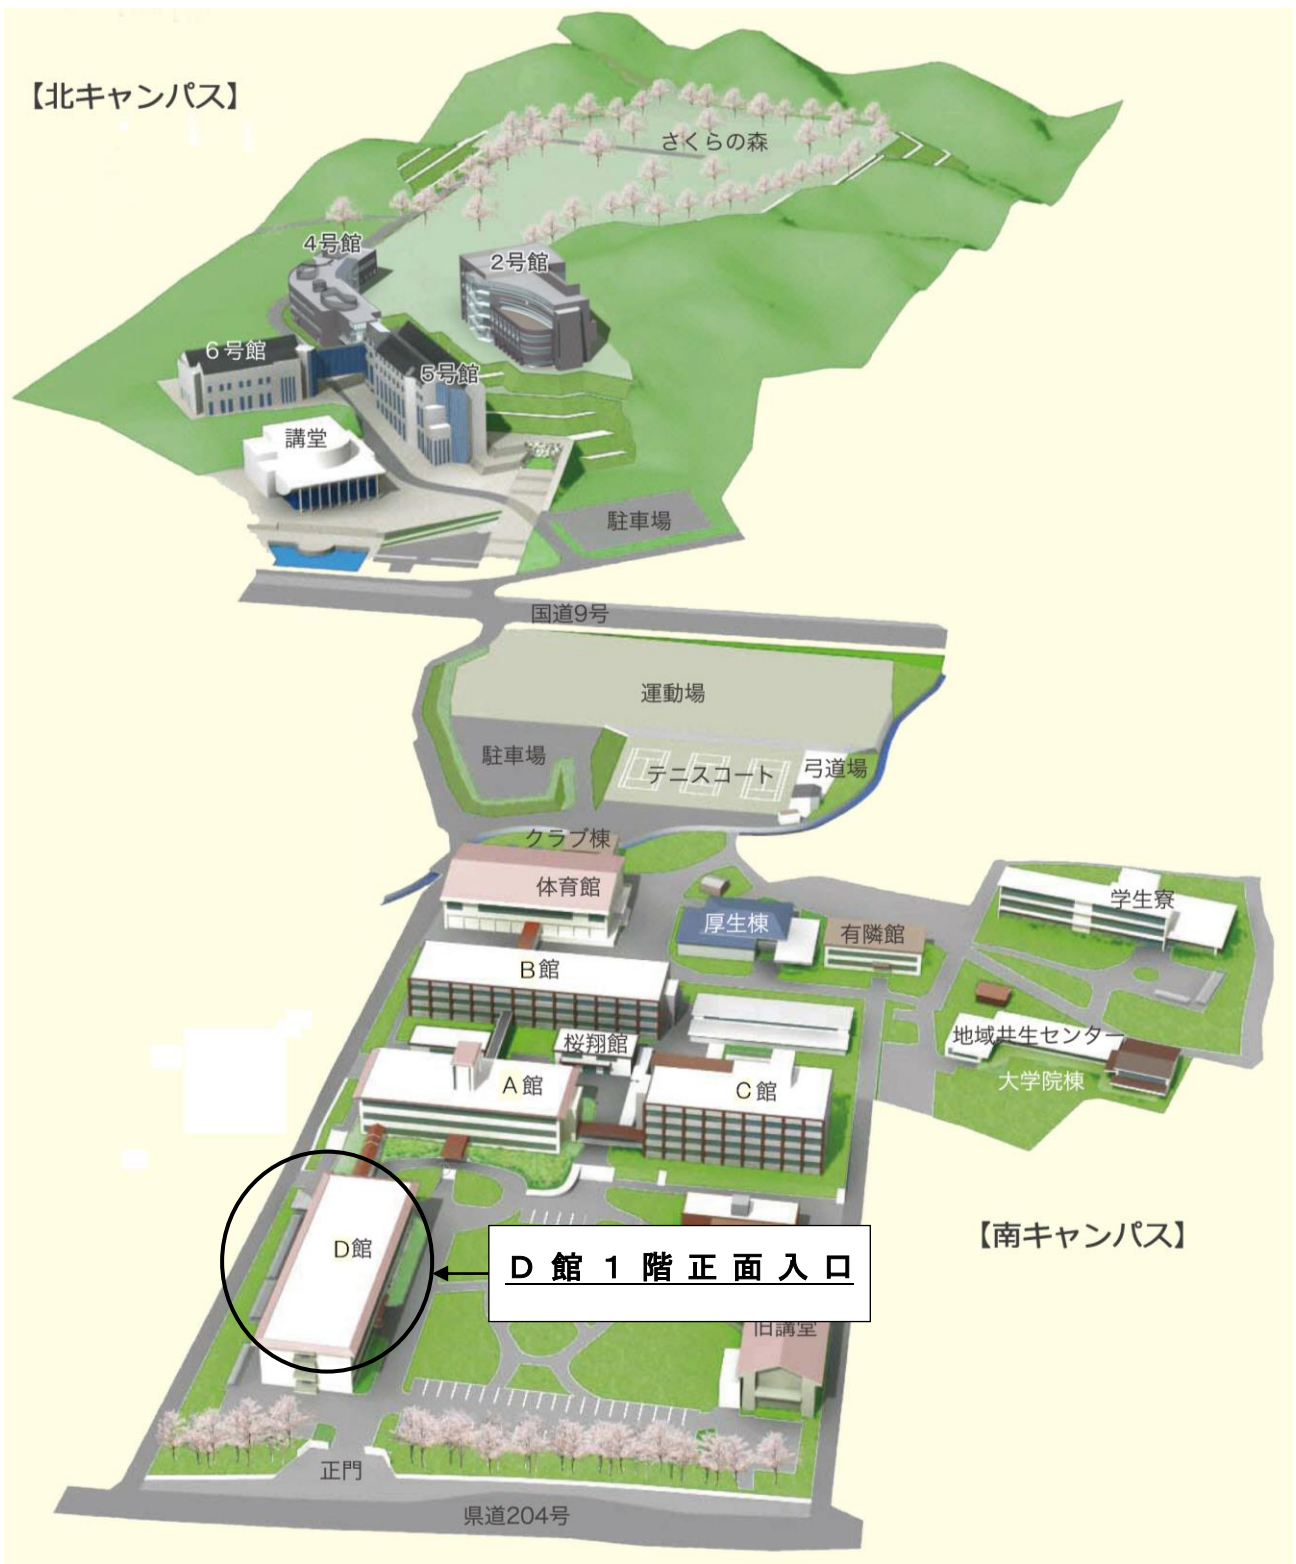 【北キャンパス】
さくらの森
4号館
2号館
6号館
5号館
講堂
駐車場
国道9号
運動場
駐車場
テニスコート
弓道場
クラブ棟
体育館
学生寮
厚生棟
有隣館
B館
桜翔館
地域共生センター
大学院棟
A館
C館
【南キャンパス】
D館
D館1階正面入口
旧講堂
正門
県道204号